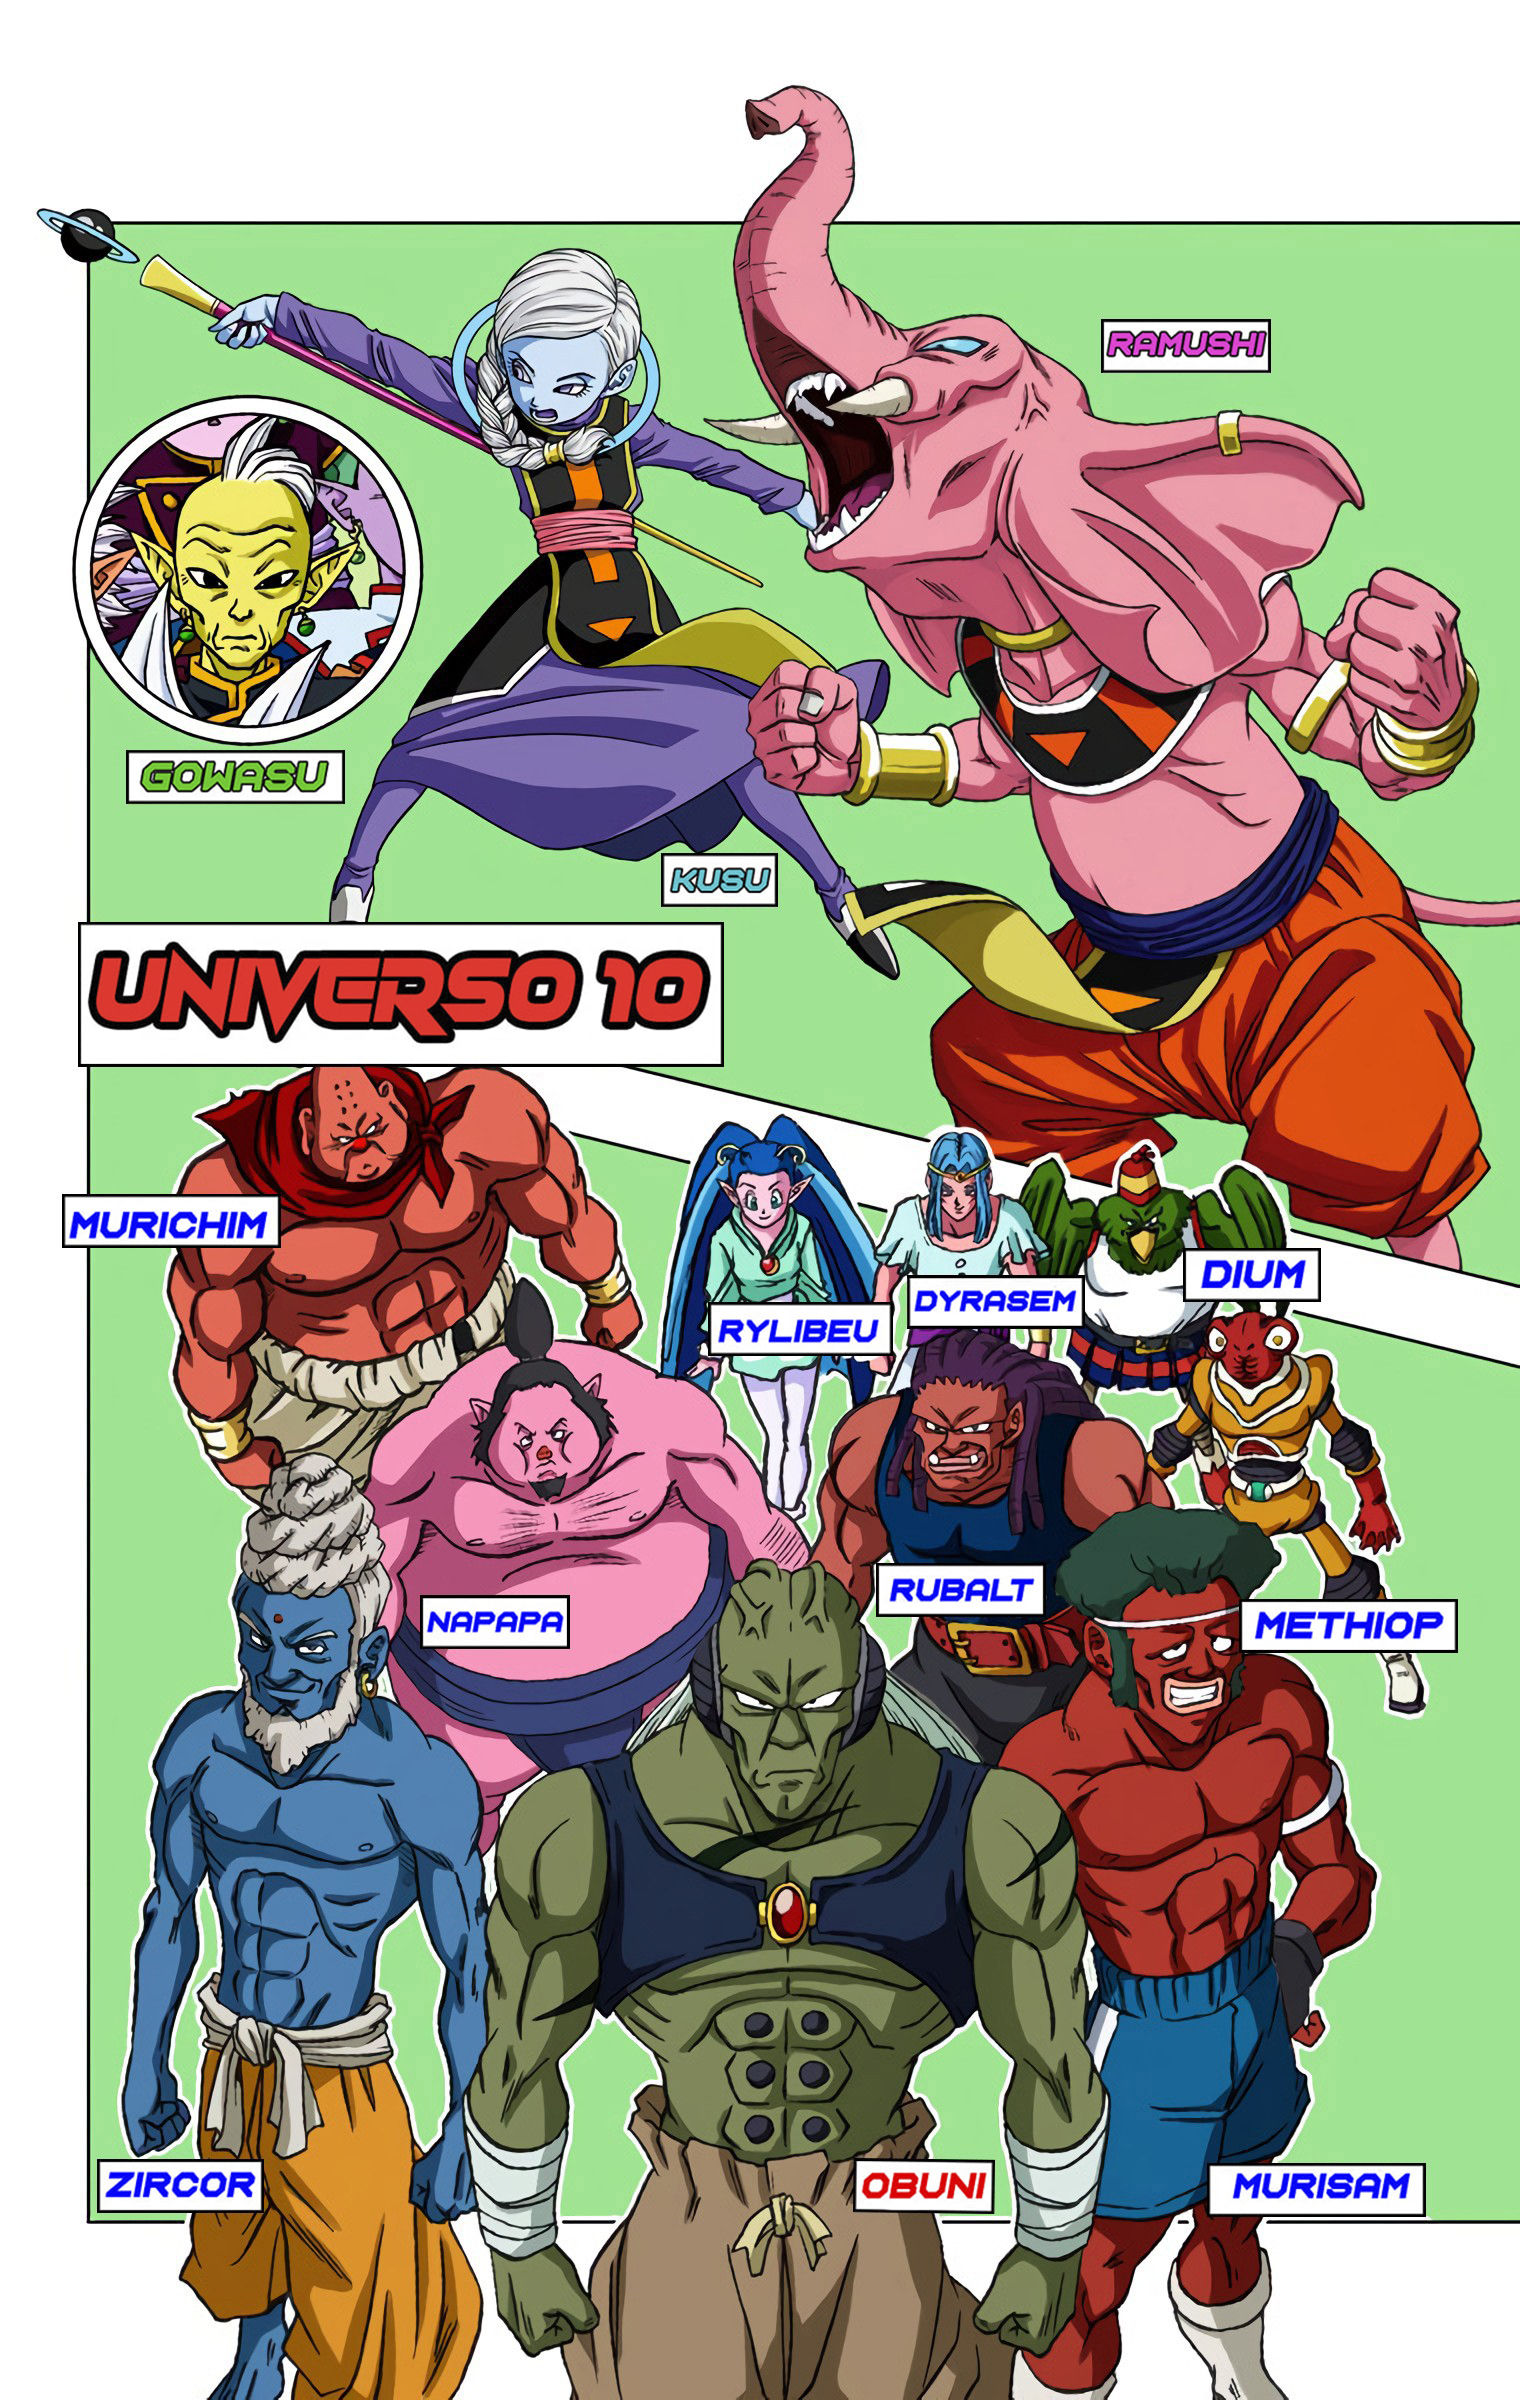 RAMUSHI
GOWASU
KUSU
UNIVERSO 10
MURICHIM
DIUM
DYRASEM
RYLIBEU
RUBALT
NAPAPA
METHIOP
ZIRCOR
OBUNI
MURISAM